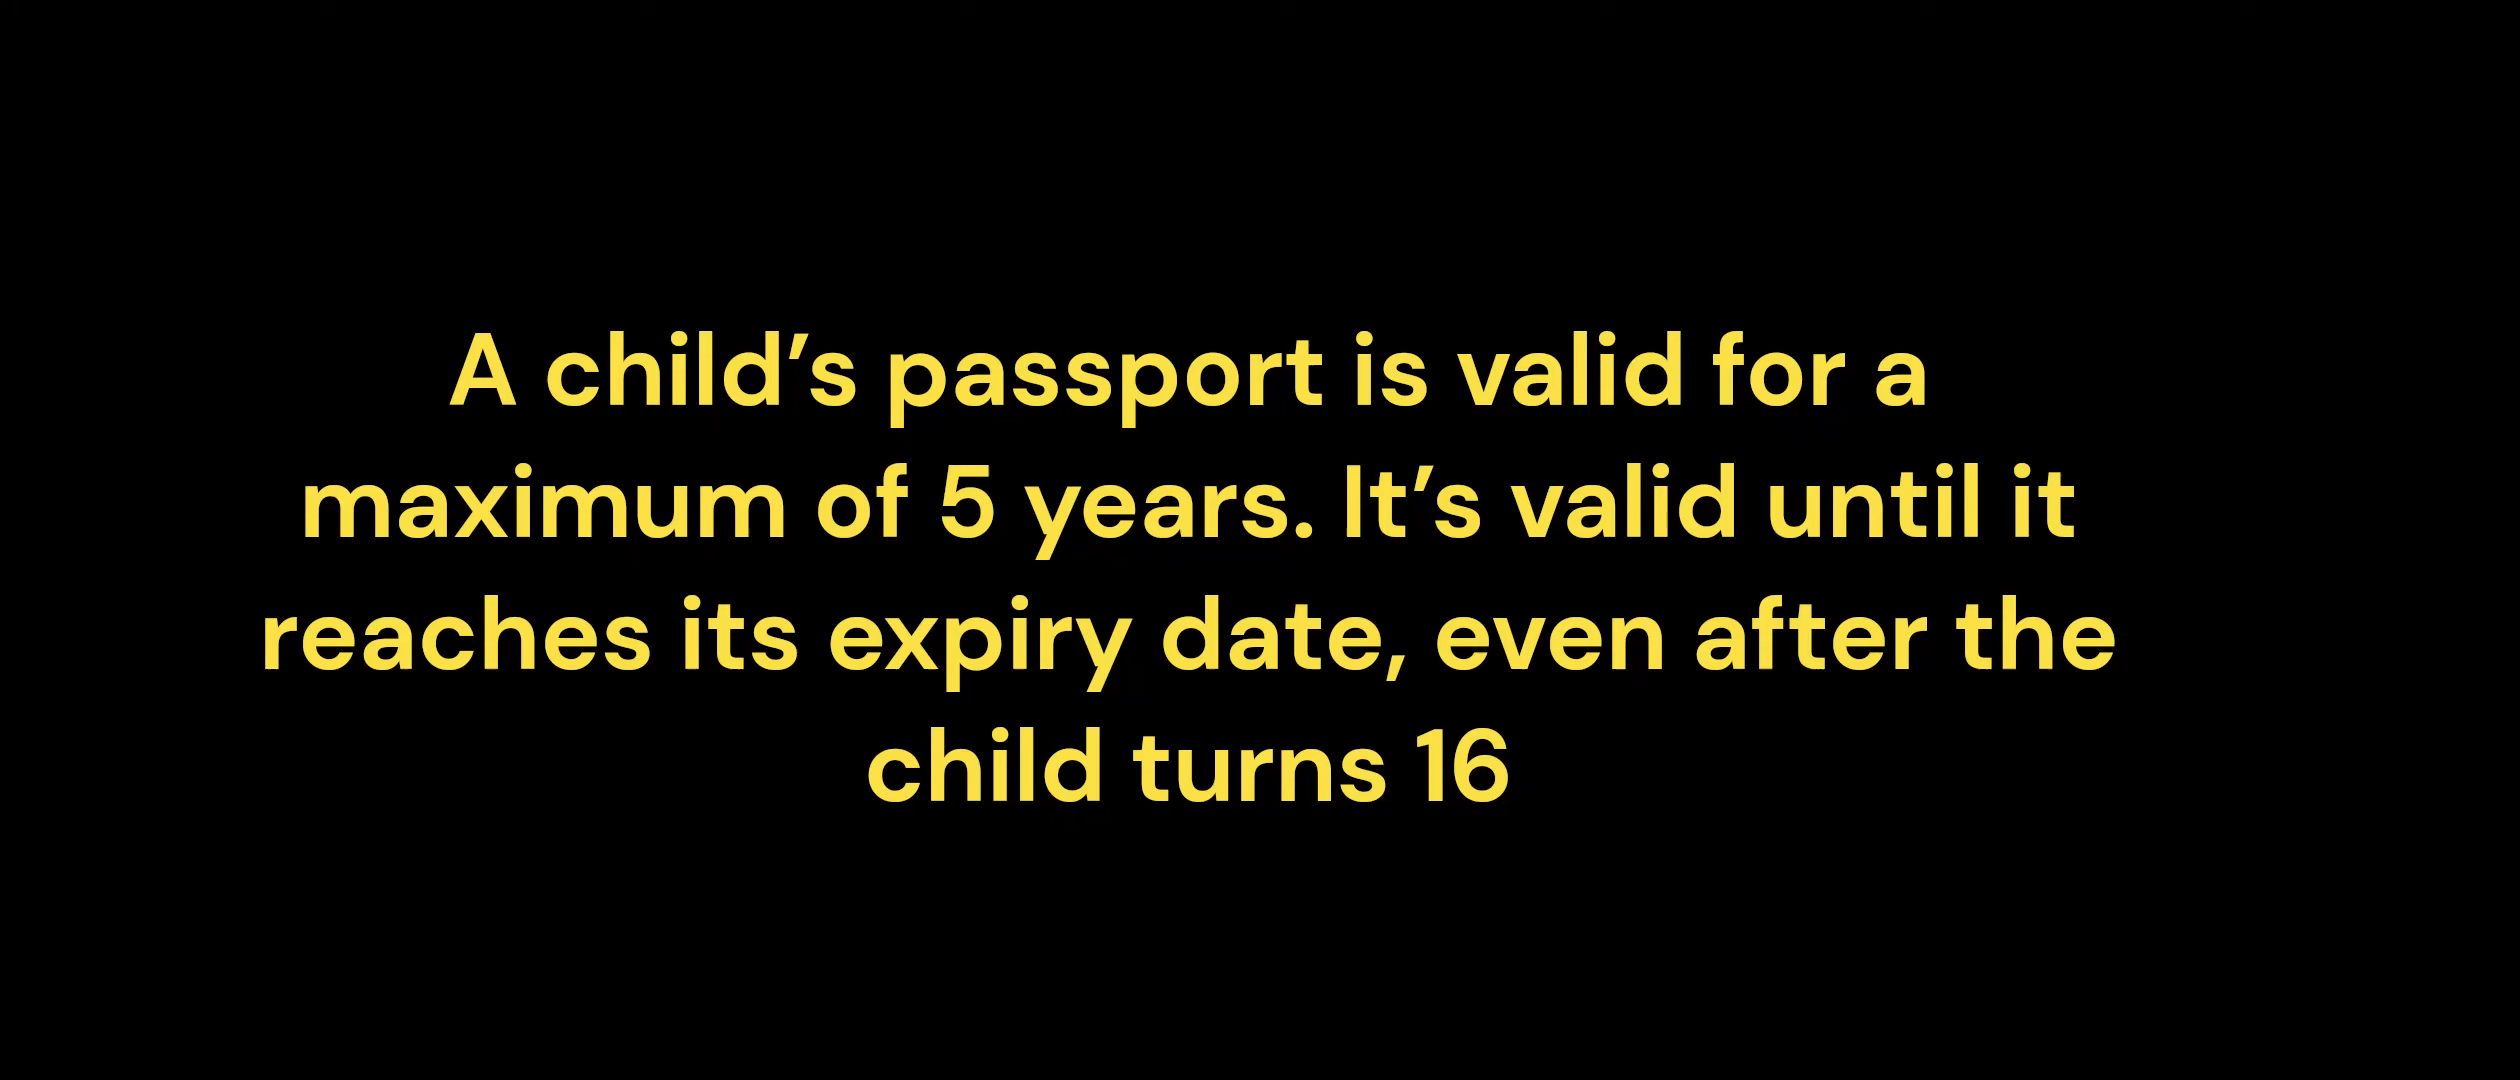 A child’s passport is valid for a
maximum of 5 years. It’s valid until it
reaches its expiry date, even after the
child turns 16